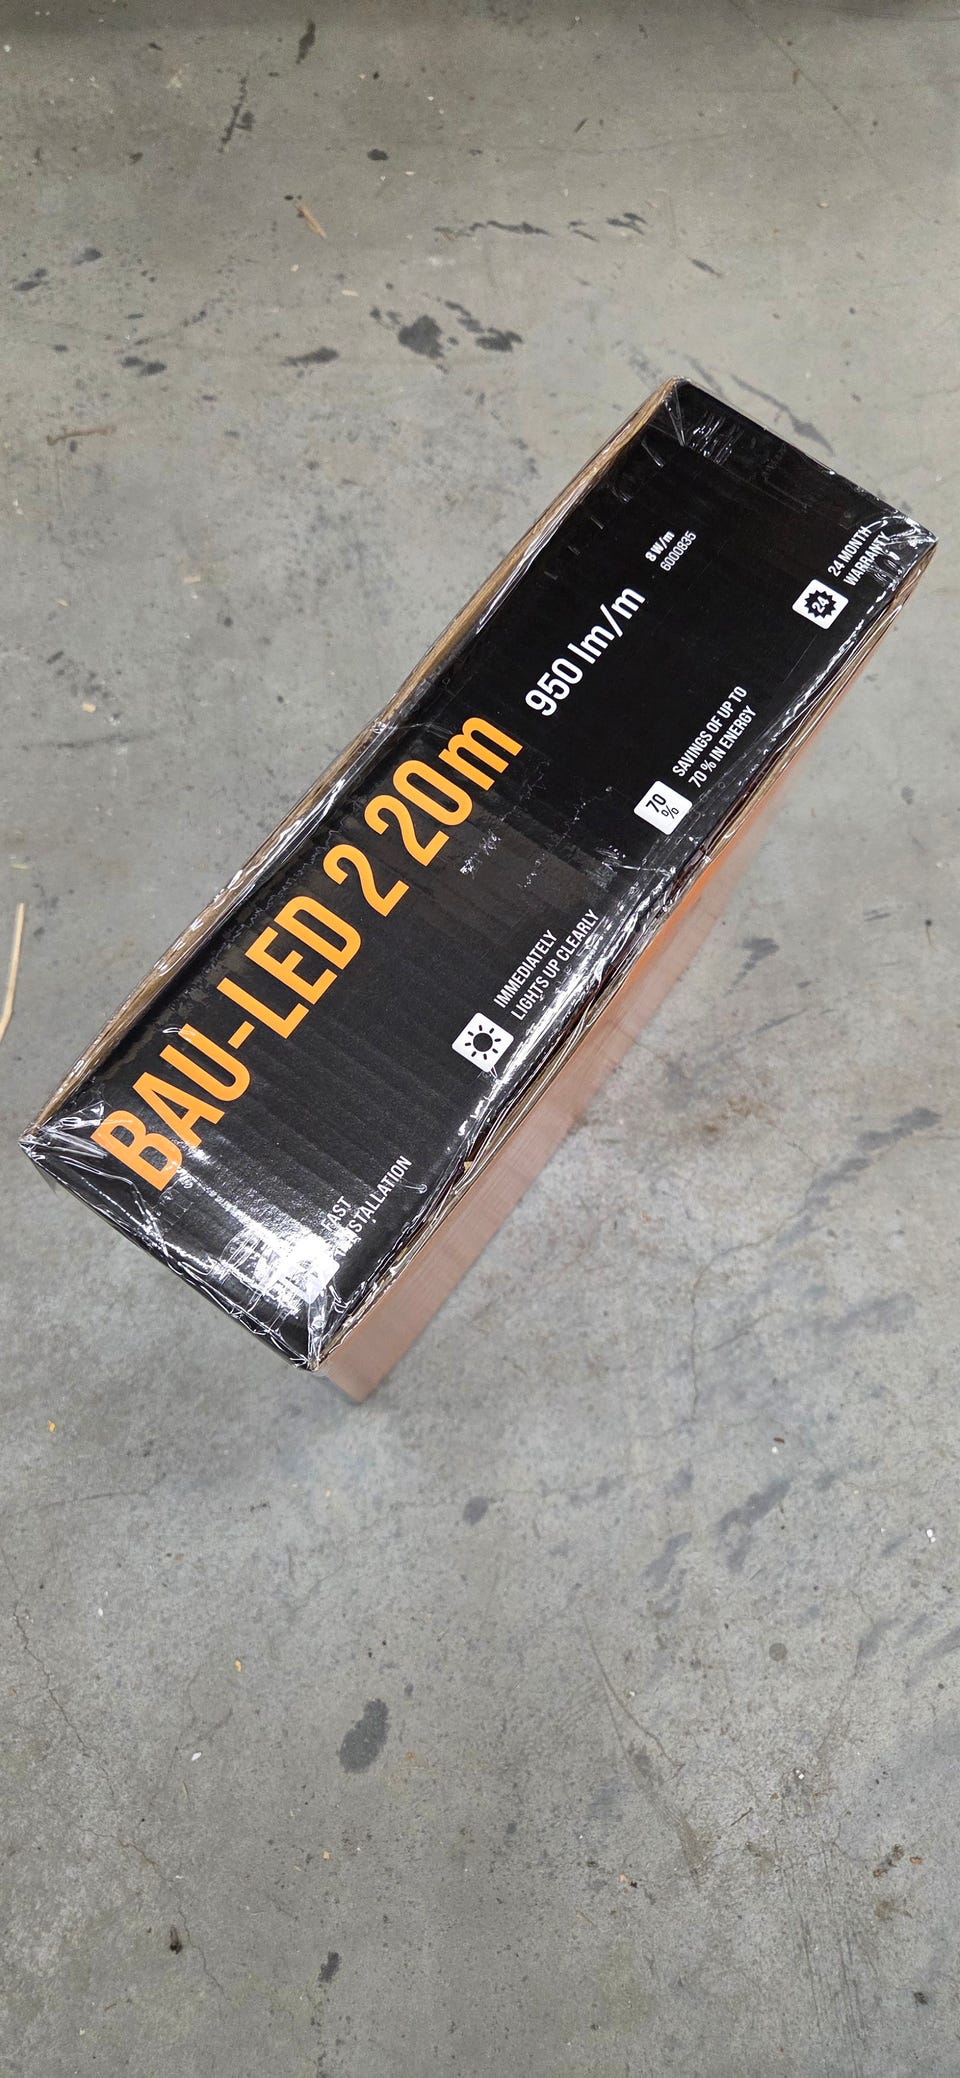 BAU-LED 2 20m
950 lm/m
8 W/m
6000835
FAST
INSTALLATION
IMMEDIATELY
LIGHTS UP CLEARLY
70
%
SAVINGS OF UP TO
70 % IN ENERGY
24
24 MONTH
WARRANTY